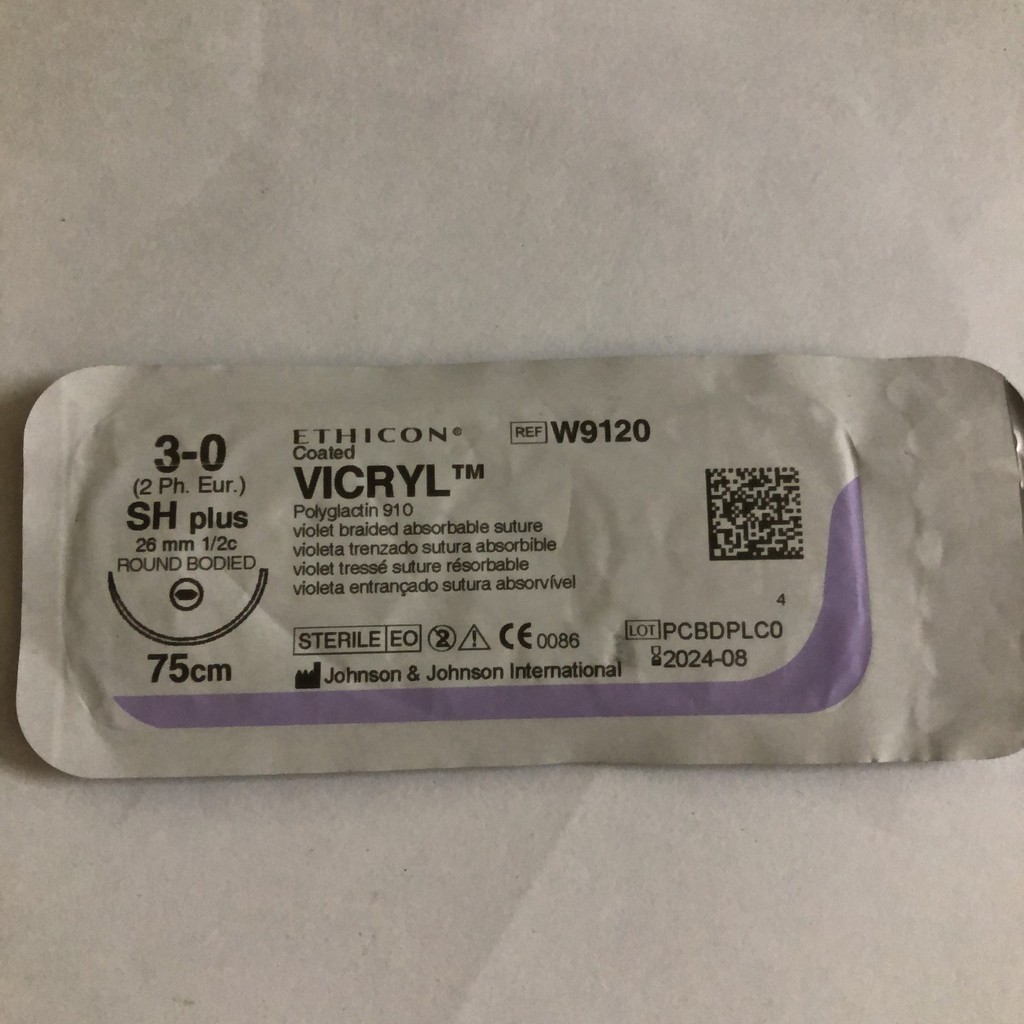 3-0
(2 Ph. Eur.)
SH plus
26 mm 1/2c
ROUND BODIED
75cm
ETHICON®
Coated
VICRYL™
Polyglactin 910
violet braided absorbable suture
violeta trenzado sutura absorbible
violet tressé suture résorbable
violeta entrançado sutura absorvível
STERILE EO 2 CE 0086
Johnson & Johnson International
REF W9120
4
LOT PCBDPLC0
2024-08